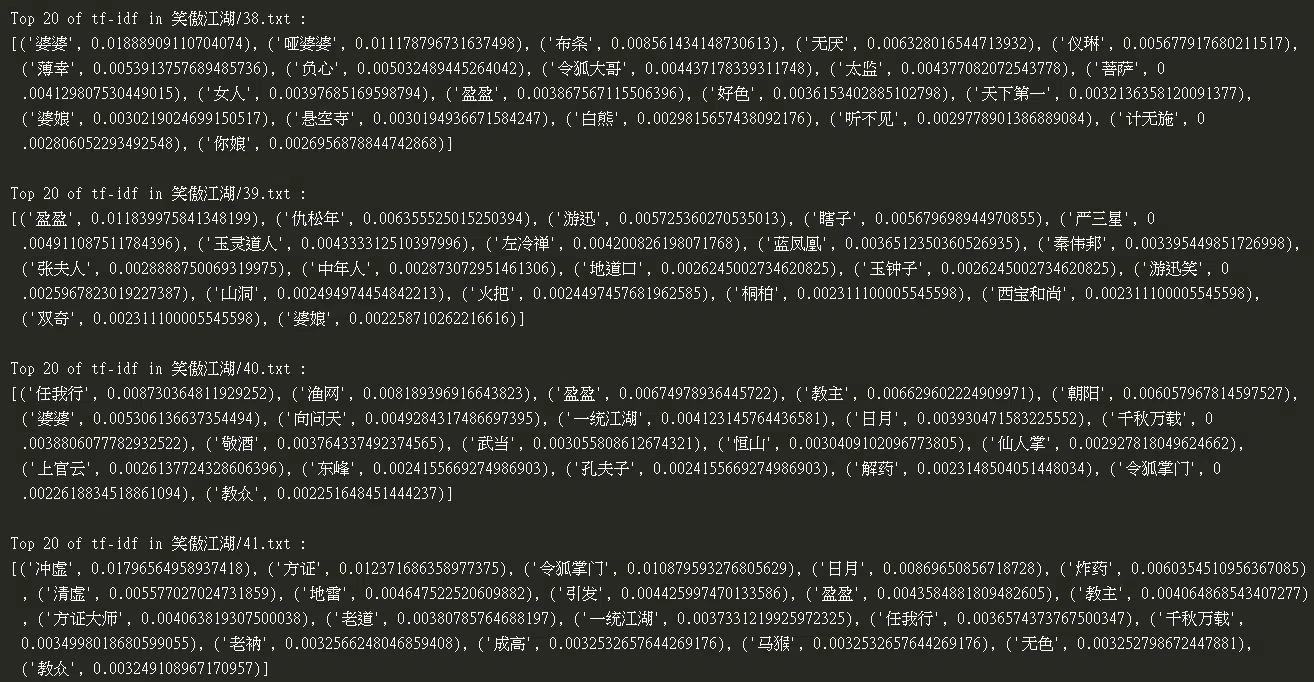 Top 20 of tf-idf in 笑傲江湖/38.txt :
[('婆婆', 0.01888909110704074), ('哑婆婆', 0.011178796731637498), ('布条', 0.008561434148730613), ('无厌', 0.006328016544713932), ('仪琳', 0.005677917680211517),
('薄幸', 0.0053913757689485736), ('负心', 0.005032489445264042), ('令狐大哥', 0.004437178339311748), ('太监', 0.004377082072543778), ('菩萨', 0
.004129807530449015), ('女人', 0.00397685169598794), ('盈盈', 0.003867567115506396), ('好色', 0.0036153402885102798), ('天下第一', 0.0032136358120091377),
('婆娘', 0.0030219024699150517), ('悬空寺', 0.0030194936671584247), ('白熊', 0.0029815657438092176), ('听不见', 0.0029778901386889084), ('计无施', 0
.002806052293492548), ('你娘', 0.0026956878844742868)]
Top 20 of tf-idf in 笑傲江湖/39.txt :
[('盈盈', 0.011839975841348199), ('仇松年', 0.006355525015250394), ('游迅', 0.005725360270535013), ('瞎子', 0.005679698944970855), ('严三星', 0
.004911087511784396), ('玉灵道人', 0.004333312510397996), ('左冷禅', 0.004200826198071768), ('蓝凤凰', 0.0036512350360526935), ('秦伟邦', 0.003395449851726998),
('张夫人', 0.0028888750069319975), ('中年人', 0.002873072951461306), ('地道口', 0.0026245002734620825), ('玉钟子', 0.0026245002734620825), ('游迅笑', 0
.0025967823019227387), ('山洞', 0.002494974454842213), ('火把', 0.0024497457681962585), ('桐柏', 0.002311100005545598), ('西宝和尚', 0.002311100005545598),
('双奇', 0.002311100005545598), ('婆娘', 0.002258710262216616)]
Top 20 of tf-idf in 笑傲江湖/40.txt :
[('任我行', 0.008730364811929252), ('渔网', 0.008189396916643823), ('盈盈', 0.00674978936445722), ('教主', 0.006629602224909971), ('朝阳', 0.006057967814597527),
('婆婆', 0.005306136637354494), ('向问天', 0.0049284317486697395), ('一统江湖', 0.004123145764436581), ('日月', 0.003930471583225552), ('千秋万载', 0
.0038806077782932522), ('敬酒', 0.003764337492374565), ('武当', 0.003055808612674321), ('恒山', 0.0030409102096773805), ('仙人掌', 0.002927818049624662),
('上官云', 0.0026137724328606396), ('东峰', 0.0024155669274986903), ('孔夫子', 0.0024155669274986903), ('解药', 0.0023148504051448034), ('令狐掌门', 0
.0022618834518861094), ('教众', 0.002251648451444237)]
Top 20 of tf-idf in 笑傲江湖/41.txt :
[('冲虚', 0.01796564958937418), ('方证', 0.012371686358977375), ('令狐掌门', 0.010879593276805629), ('日月', 0.00869650856718728), ('炸药', 0.0060354510956367085)
, ('清虚', 0.005577027024731859), ('地雷', 0.004647522520609882), ('引发', 0.004425997470133586), ('盈盈', 0.0043584881809482605), ('教主', 0.004064868543407277)
, ('方证大师', 0.004063819307500038), ('老道', 0.00380785764688197), ('一统江湖', 0.0037331219925972325), ('任我行', 0.0036574373767500347), ('千秋万载',
0.0034998018680599055), ('老衲', 0.0032566248046859408), ('成高', 0.0032532657644269176), ('马猴', 0.0032532657644269176), ('无色', 0.003252798672447881),
('教众', 0.003249108967170957)]